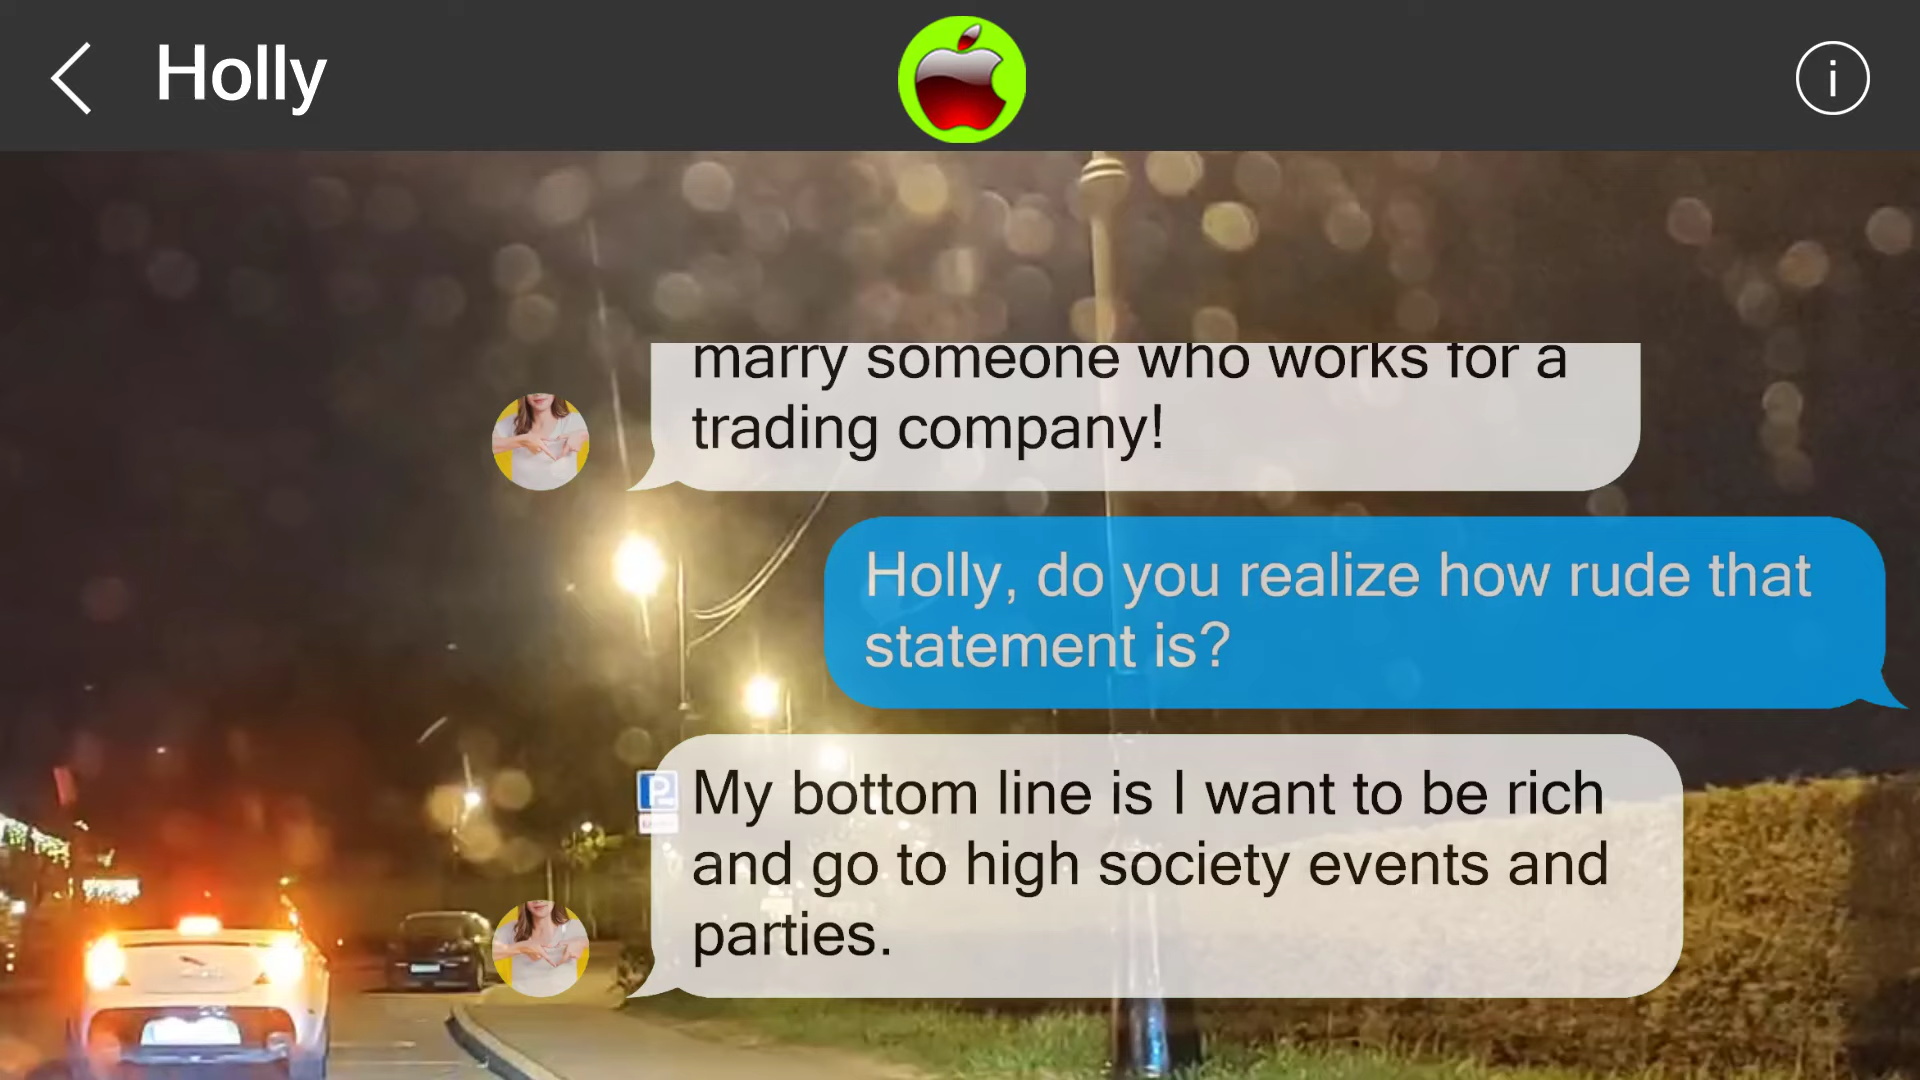 Holly
i
marry someone who works for a
trading company!
Holly, do you realize how rude that
statement is?
P
My bottom line is I want to be rich
and go to high society events and
parties.